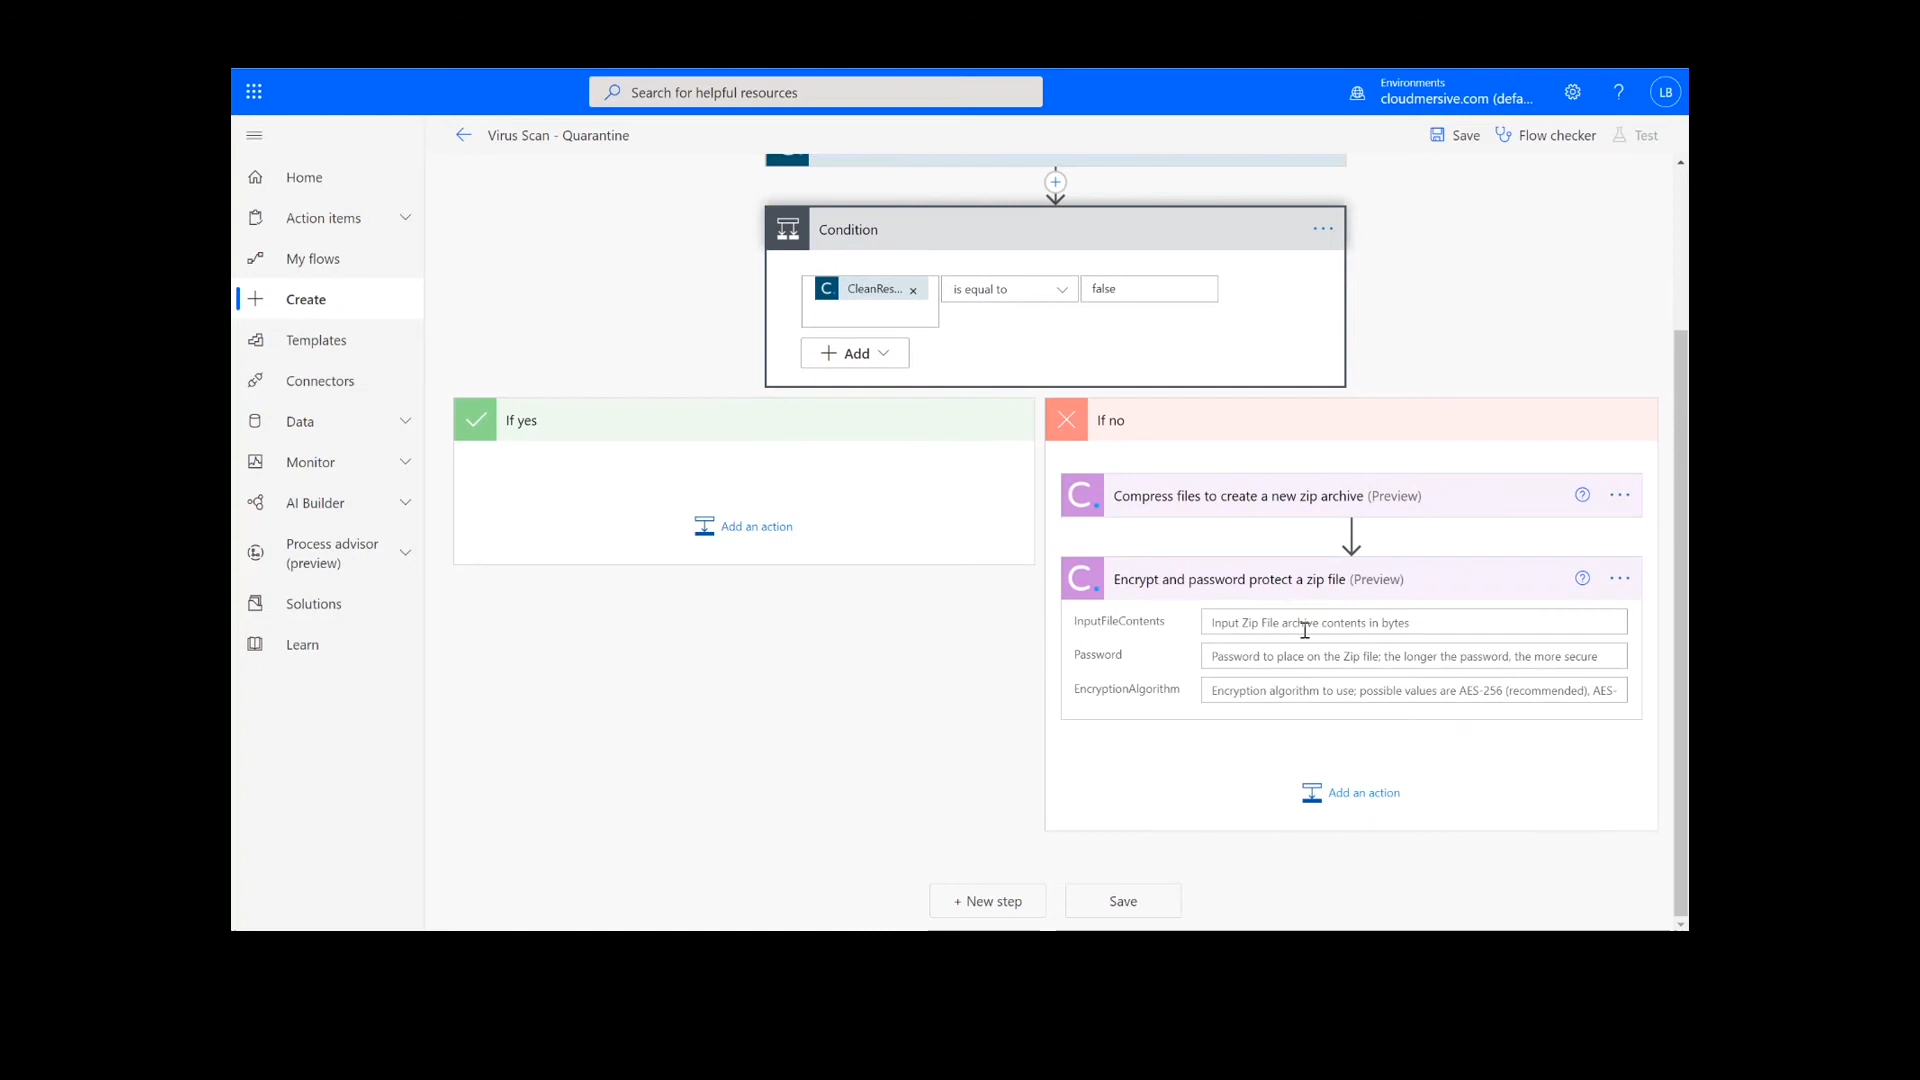 Search for helpful resources
Environments
cloudmersive.com (defa...
?
LB
Virus Scan - Quarantine
Save
Flow checker
Test
Home
Action items
My flows
Create
Templates
Connectors
Data
Monitor
AI Builder
Process advisor
(preview)
Solutions
Learn
Condition
C CleanRes... ×
is equal to
false
+ Add
If yes
Add an action
If no
C Compress files to create a new zip archive (Preview)
C Encrypt and password protect a zip file (Preview)
InputFileContents
Input Zip File archive contents in bytes
Password
Password to place on the Zip file; the longer the password, the more secure
EncryptionAlgorithm
Encryption algorithm to use; possible values are AES-256 (recommended), AES-
Add an action
+ New step
Save